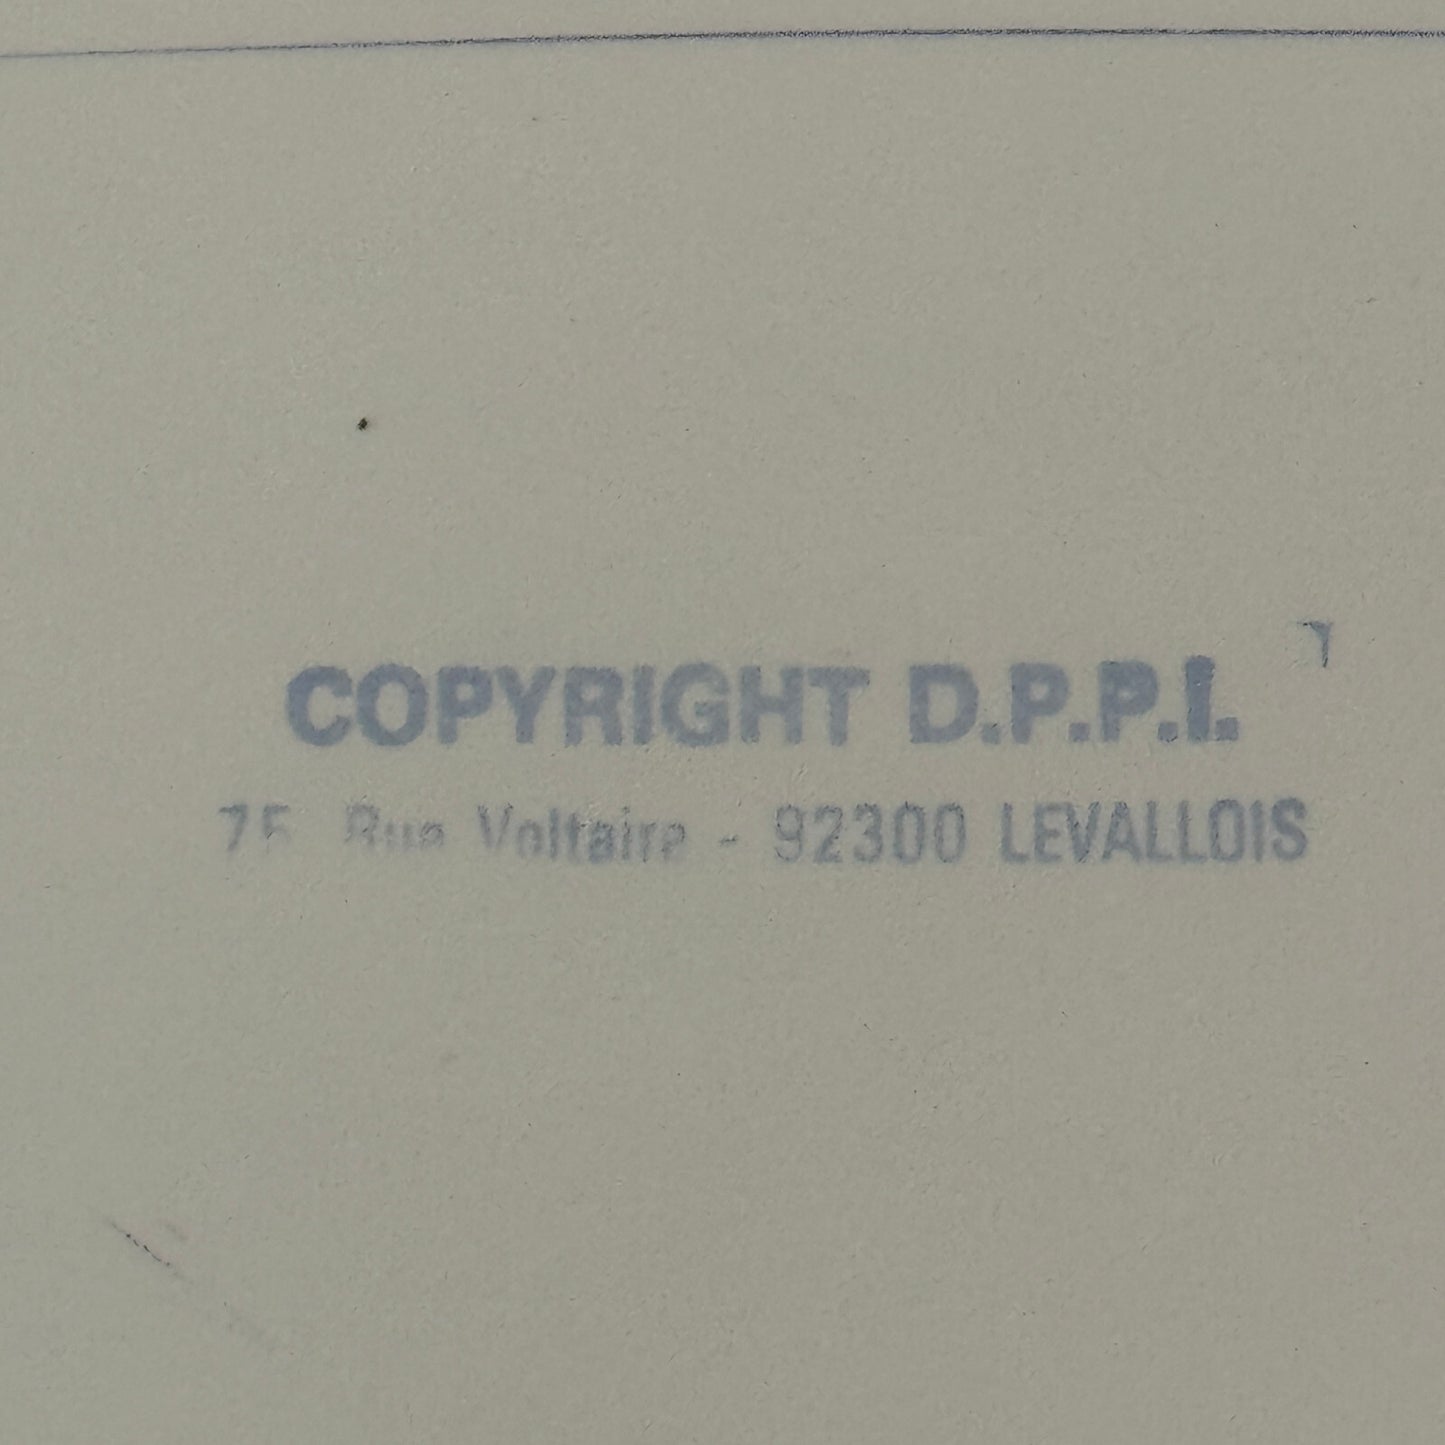 COPYRIGHT D.P.P.I.
75 Rue Voltaire - 92300 LEVALLOIS